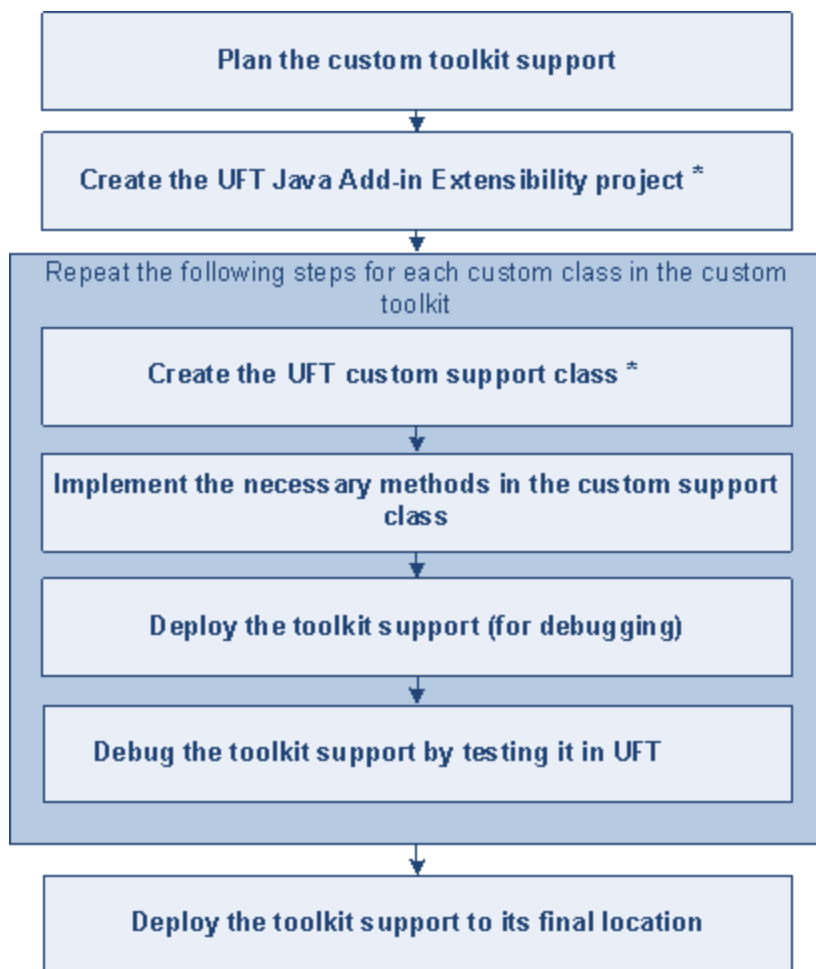 Plan the custom toolkit support
Create the UFT Java Add-in Extensibility project *
Repeat the following steps for each custom class in the custom
toolkit
Create the UFT custom support class *
Implement the necessary methods in the custom support
class
Deploy the toolkit support (for debugging)
Debug the toolkit support by testing it in UFT
Deploy the toolkit support to its final location